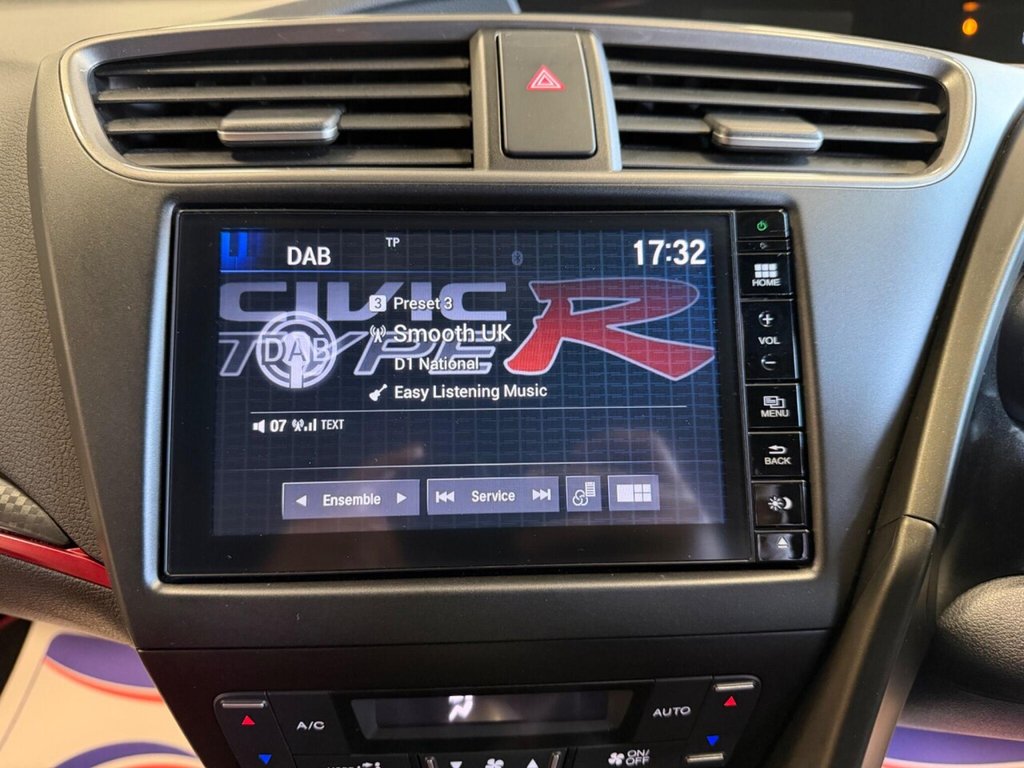 DAB
TP
17:32
CIVIC
TYPE R
DAB
3 Preset 3
Smooth UK
D1 National
Easy Listening Music
07 TEXT
Ensemble
Service
HOME
VOL
MENU
BACK
A/C
AUTO
ON/OFF